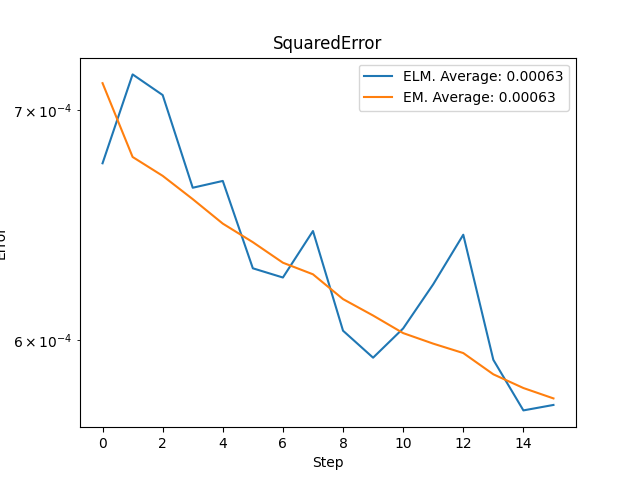 SquaredError
ELM. Average: 0.00063
EM. Average: 0.00063
7 × 10⁻⁴
6 × 10⁻⁴
0 2 4 6 8 10 12 14
Step